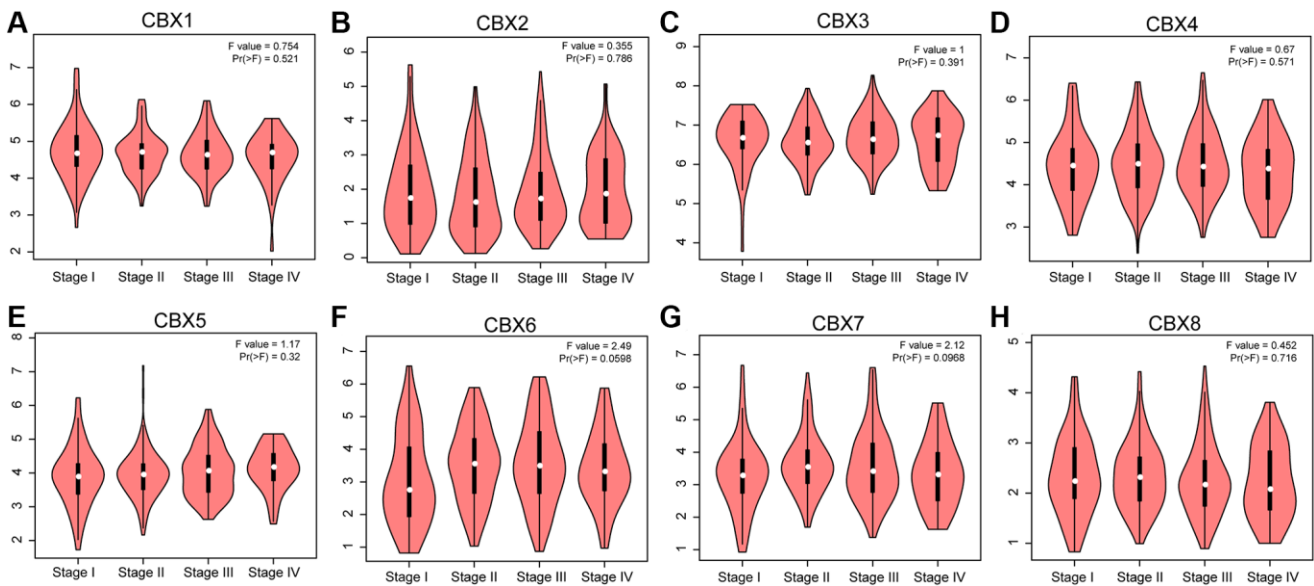 A
CBX1
F value = 0.754
Pr(>F) = 0.521
7
6
5
4
3
2
Stage I Stage II Stage III Stage IV
B
CBX2
F value = 0.355
Pr(>F) = 0.786
6
5
4
3
2
1
0
Stage I Stage II Stage III Stage IV
C
CBX3
F value = 1
Pr(>F) = 0.391
9
8
7
6
5
4
Stage I Stage II Stage III Stage IV
D
CBX4
F value = 0.67
Pr(>F) = 0.571
7
6
5
4
3
Stage I Stage II Stage III Stage IV
E
CBX5
F value = 1.17
Pr(>F) = 0.32
8
7
6
5
4
3
2
Stage I Stage II Stage III Stage IV
F
CBX6
F value = 2.49
Pr(>F) = 0.0598
7
6
5
4
3
2
1
Stage I Stage II Stage III Stage IV
G
CBX7
F value = 2.12
Pr(>F) = 0.0968
7
6
5
4
3
2
1
Stage I Stage II Stage III Stage IV
H
CBX8
F value = 0.452
Pr(>F) = 0.716
5
4
3
2
1
Stage I Stage II Stage III Stage IV